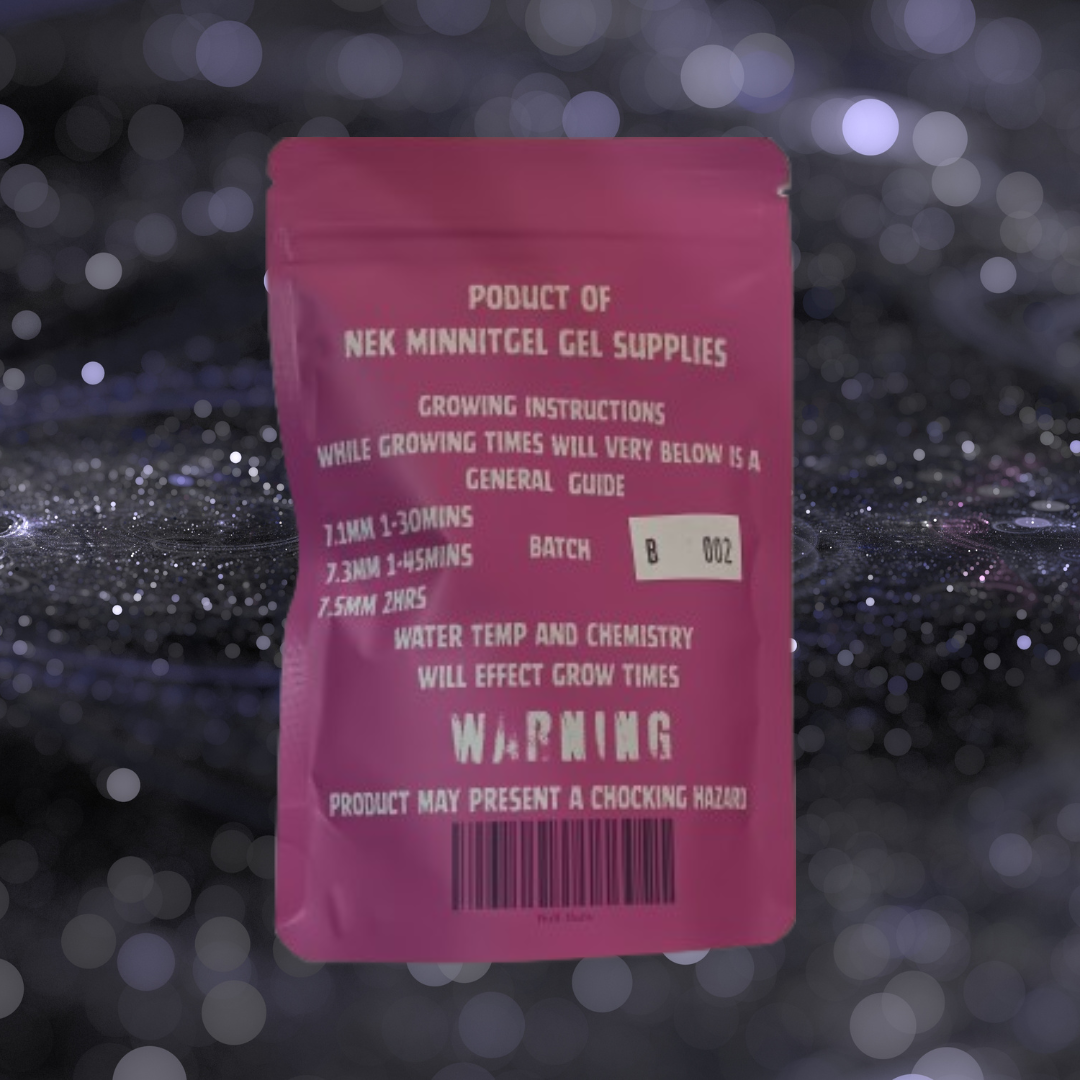 PODUCT OF
NEK MINNITGEL GEL SUPPLIES
GROWING INSTRUCTIONS
WHILE GROWING TIMES WILL VERY BELOW IS A
GENERAL GUIDE
7.1MM 1-30MINS
7.3MM 1-45MINS
BATCH B 002
7.5MM 2HRS
WATER TEMP AND CHEMISTRY
WILL EFFECT GROW TIMES
WARNING
PRODUCT MAY PRESENT A CHOCKING HAZARD